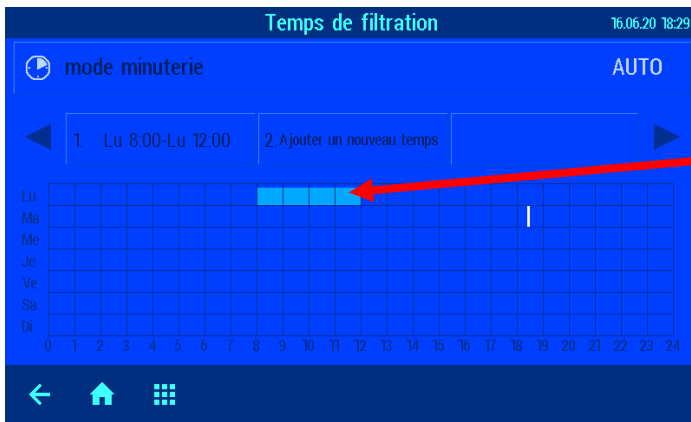 Temps de filtration 16.06.20 18:29
mode minuterie AUTO
1. Lu 8:00-Lu 12:00 2. Ajouter un nouveau temps
Lu
Ma
Me
Je
Ve
Sa
Di
0 1 2 3 4 5 6 7 8 9 10 11 12 13 14 15 16 17 18 19 20 21 22 23 24